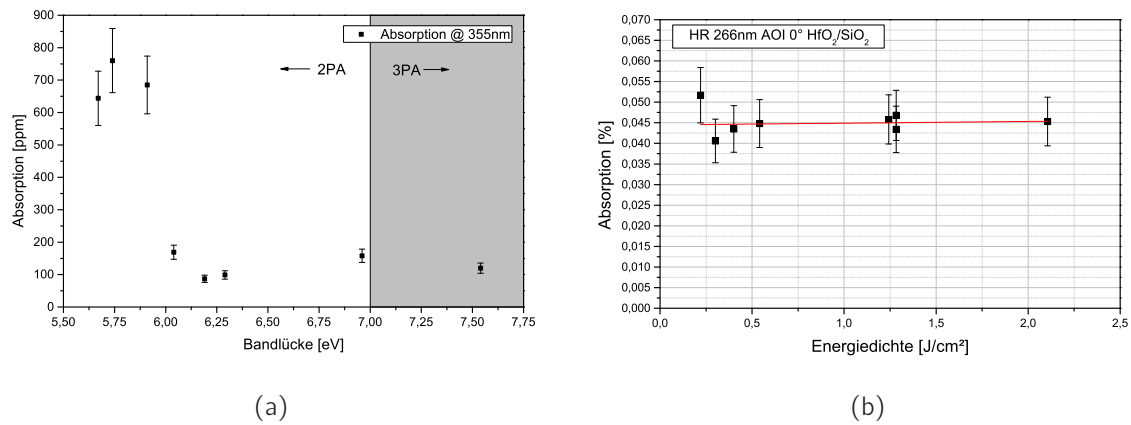 900
800
700
600
500
400
300
200
100
0
Absorption [ppm]
Absorption @ 355nm
2PA
3PA
5,50 5,75 6,00 6,25 6,50 6,75 7,00 7,25 7,50 7,75
Bandlücke [eV]
(a)
0,070
0,065
0,060
0,055
0,050
0,045
0,040
0,035
0,030
0,025
0,020
0,015
0,010
0,005
0,000
Absorption [%]
HR 266nm AOI 0° HfO₂/SiO₂
0,0 0,5 1,0 1,5 2,0 2,5
Energiedichte [J/cm²]
(b)